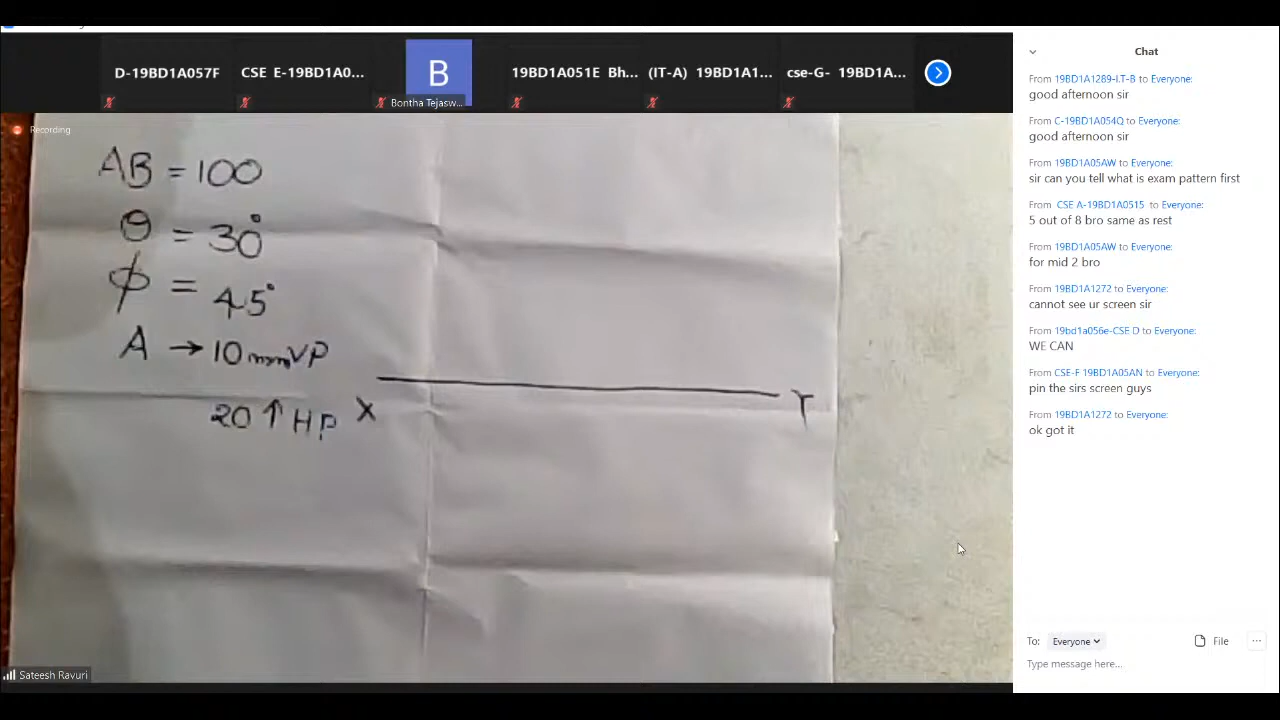 D-19BD1A057F
CSE E-19BD1A0...
B
Bontha Tejasw...
19BD1A051E Bh...
(IT-A) 19BD1A1...
cse-G- 19BD1A...
Recording
AB = 100
θ = 30°
ϕ = 45°
A → 10 mm VP
20 ↑ HP
X
Y
Sateesh Ravuri
Chat
From 19BD1A1289-I.T-B to Everyone:
good afternoon sir
From C-19BD1A054Q to Everyone:
good afternoon sir
From 19BD1A05AW to Everyone:
sir can you tell what is exam pattern first
From CSE A-19BD1A0515 to Everyone:
5 out of 8 bro same as rest
From 19BD1A05AW to Everyone:
for mid 2 bro
From 19BD1A1272 to Everyone:
cannot see ur screen sir
From 19bd1a056e-CSE D to Everyone:
WE CAN
From CSE-F 19BD1A05AN to Everyone:
pin the sirs screen guys
From 19BD1A1272 to Everyone:
ok got it
To: Everyone
File
Type message here...